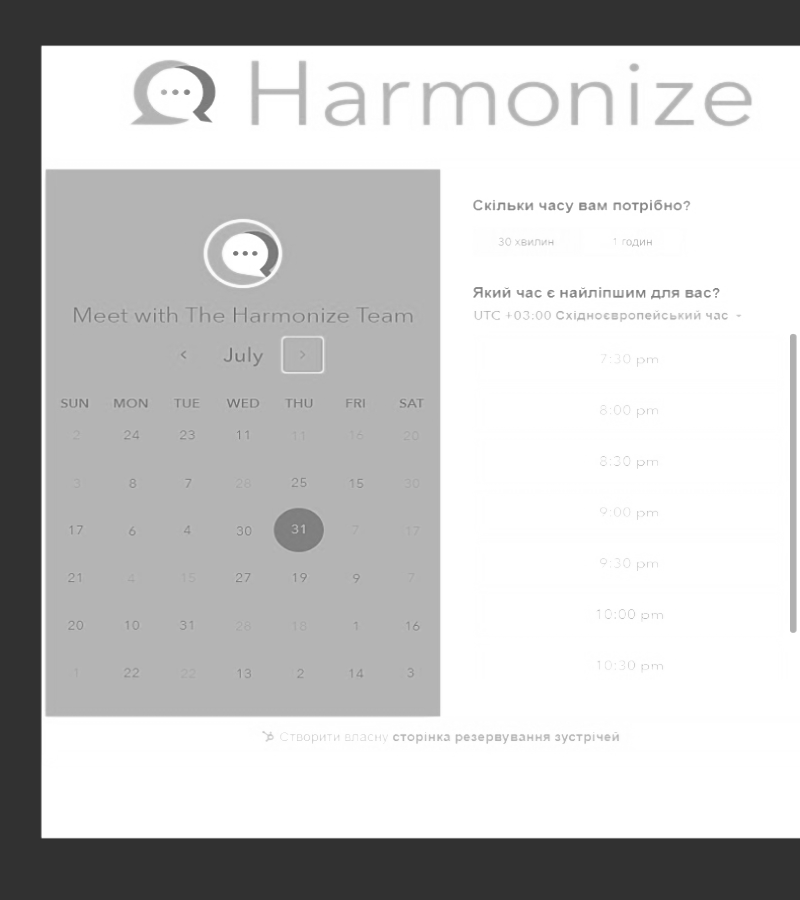 Harmonize
Meet with The Harmonize Team
July
SUN MON TUE WED THU FRI SAT
2 24 23 11 11 16 20
3 8 7 28 25 15 30
17 6 4 30 31 7 17
21 4 15 27 19 9 7
20 10 31 28 18 1 16
1 22 22 13 2 14 3
Скільки часу вам потрібно?
30 хвилин 1 годин
Який час є найліпшим для вас?
UTC +03:00 Східноєвропейський час
7:30 pm
8:00 pm
8:30 pm
9:00 pm
9:30 pm
10:00 pm
10:30 pm
Створити власну сторінка резервування зустрічей